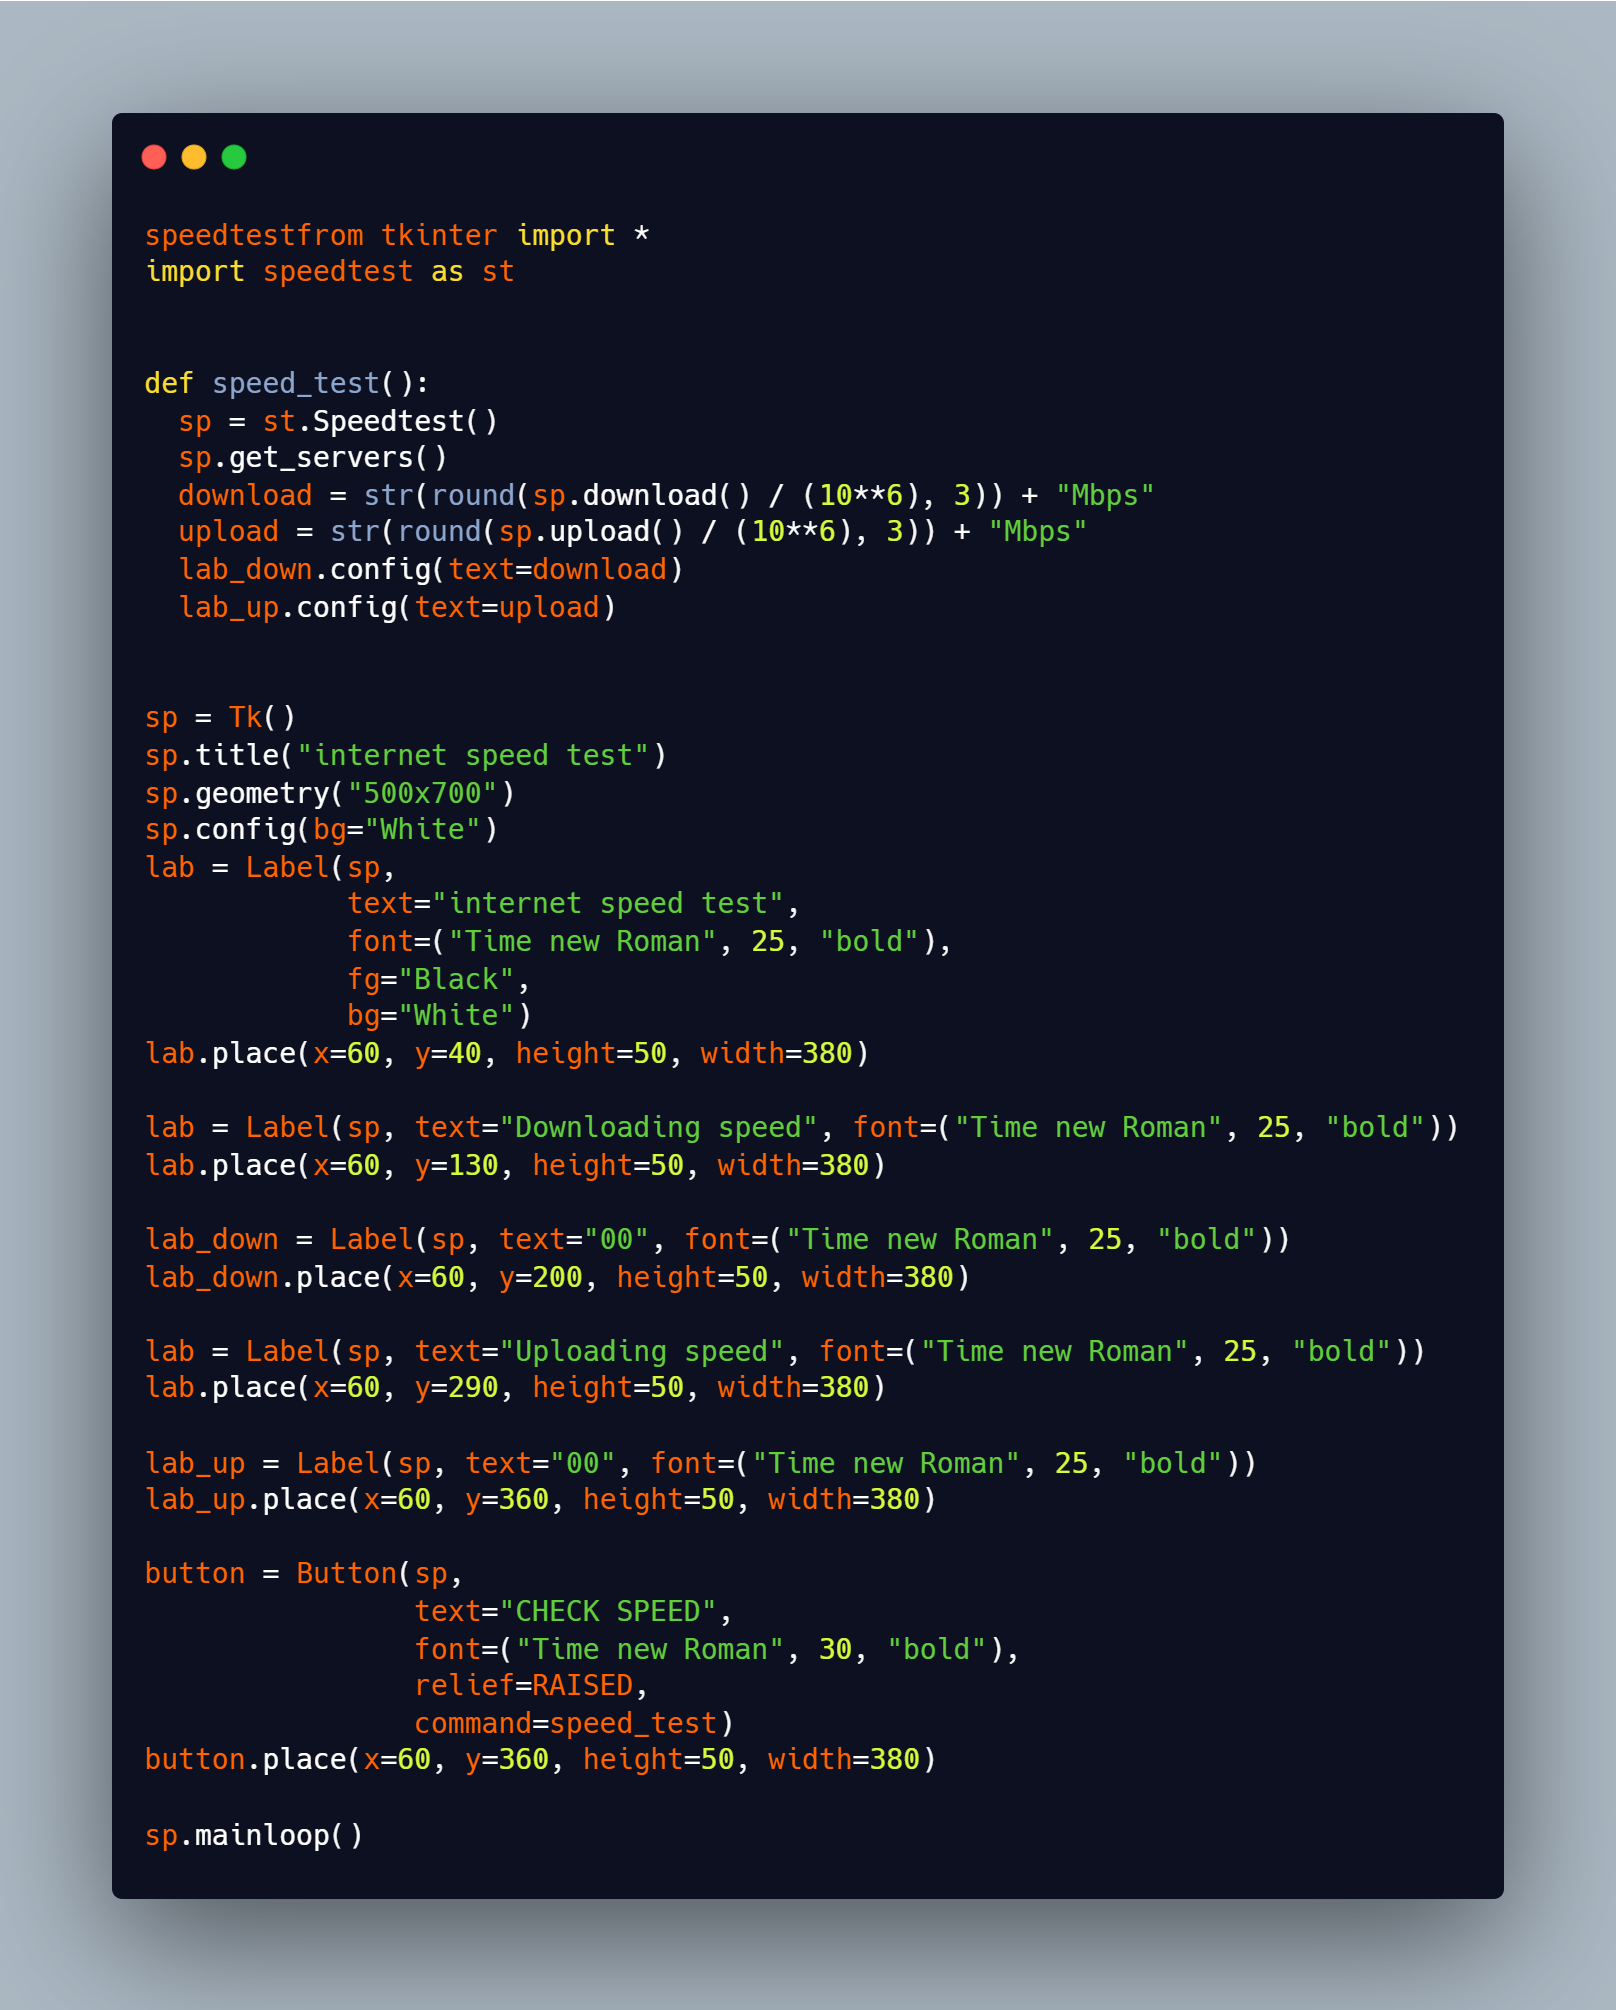 speedtestfrom tkinter import *
import speedtest as st
def speed_test():
  sp = st.Speedtest()
  sp.get_servers()
  download = str(round(sp.download() / (10**6), 3)) + "Mbps"
  upload = str(round(sp.upload() / (10**6), 3)) + "Mbps"
  lab_down.config(text=download)
  lab_up.config(text=upload)
sp = Tk()
sp.title("internet speed test")
sp.geometry("500x700")
sp.config(bg="White")
lab = Label(sp,
            text="internet speed test",
            font=("Time new Roman", 25, "bold"),
            fg="Black",
            bg="White")
lab.place(x=60, y=40, height=50, width=380)
lab = Label(sp, text="Downloading speed", font=("Time new Roman", 25, "bold"))
lab.place(x=60, y=130, height=50, width=380)
lab_down = Label(sp, text="00", font=("Time new Roman", 25, "bold"))
lab_down.place(x=60, y=200, height=50, width=380)
lab = Label(sp, text="Uploading speed", font=("Time new Roman", 25, "bold"))
lab.place(x=60, y=290, height=50, width=380)
lab_up = Label(sp, text="00", font=("Time new Roman", 25, "bold"))
lab_up.place(x=60, y=360, height=50, width=380)
button = Button(sp,
                text="CHECK SPEED",
                font=("Time new Roman", 30, "bold"),
                relief=RAISED,
                command=speed_test)
button.place(x=60, y=360, height=50, width=380)
sp.mainloop()